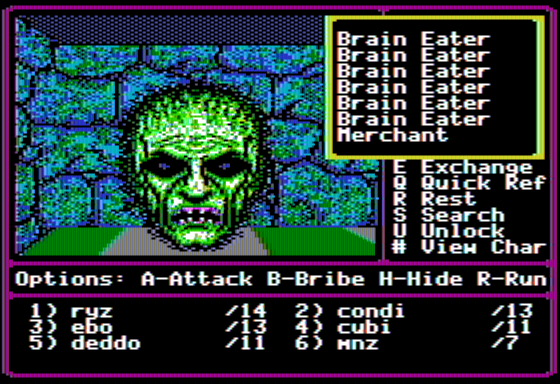 Brain Eater
Brain Eater
Brain Eater
Brain Eater
Brain Eater
Brain Eater
Merchant
E Exchange
Q Quick Ref
R Rest
S Search
U Unlock
# View Char
Options: A-Attack B-Bribe H-Hide R-Run
1) ryz /14 2) condi /13
3) ebo /13 4) cubi /11
5) deddo /11 6) mnz /7